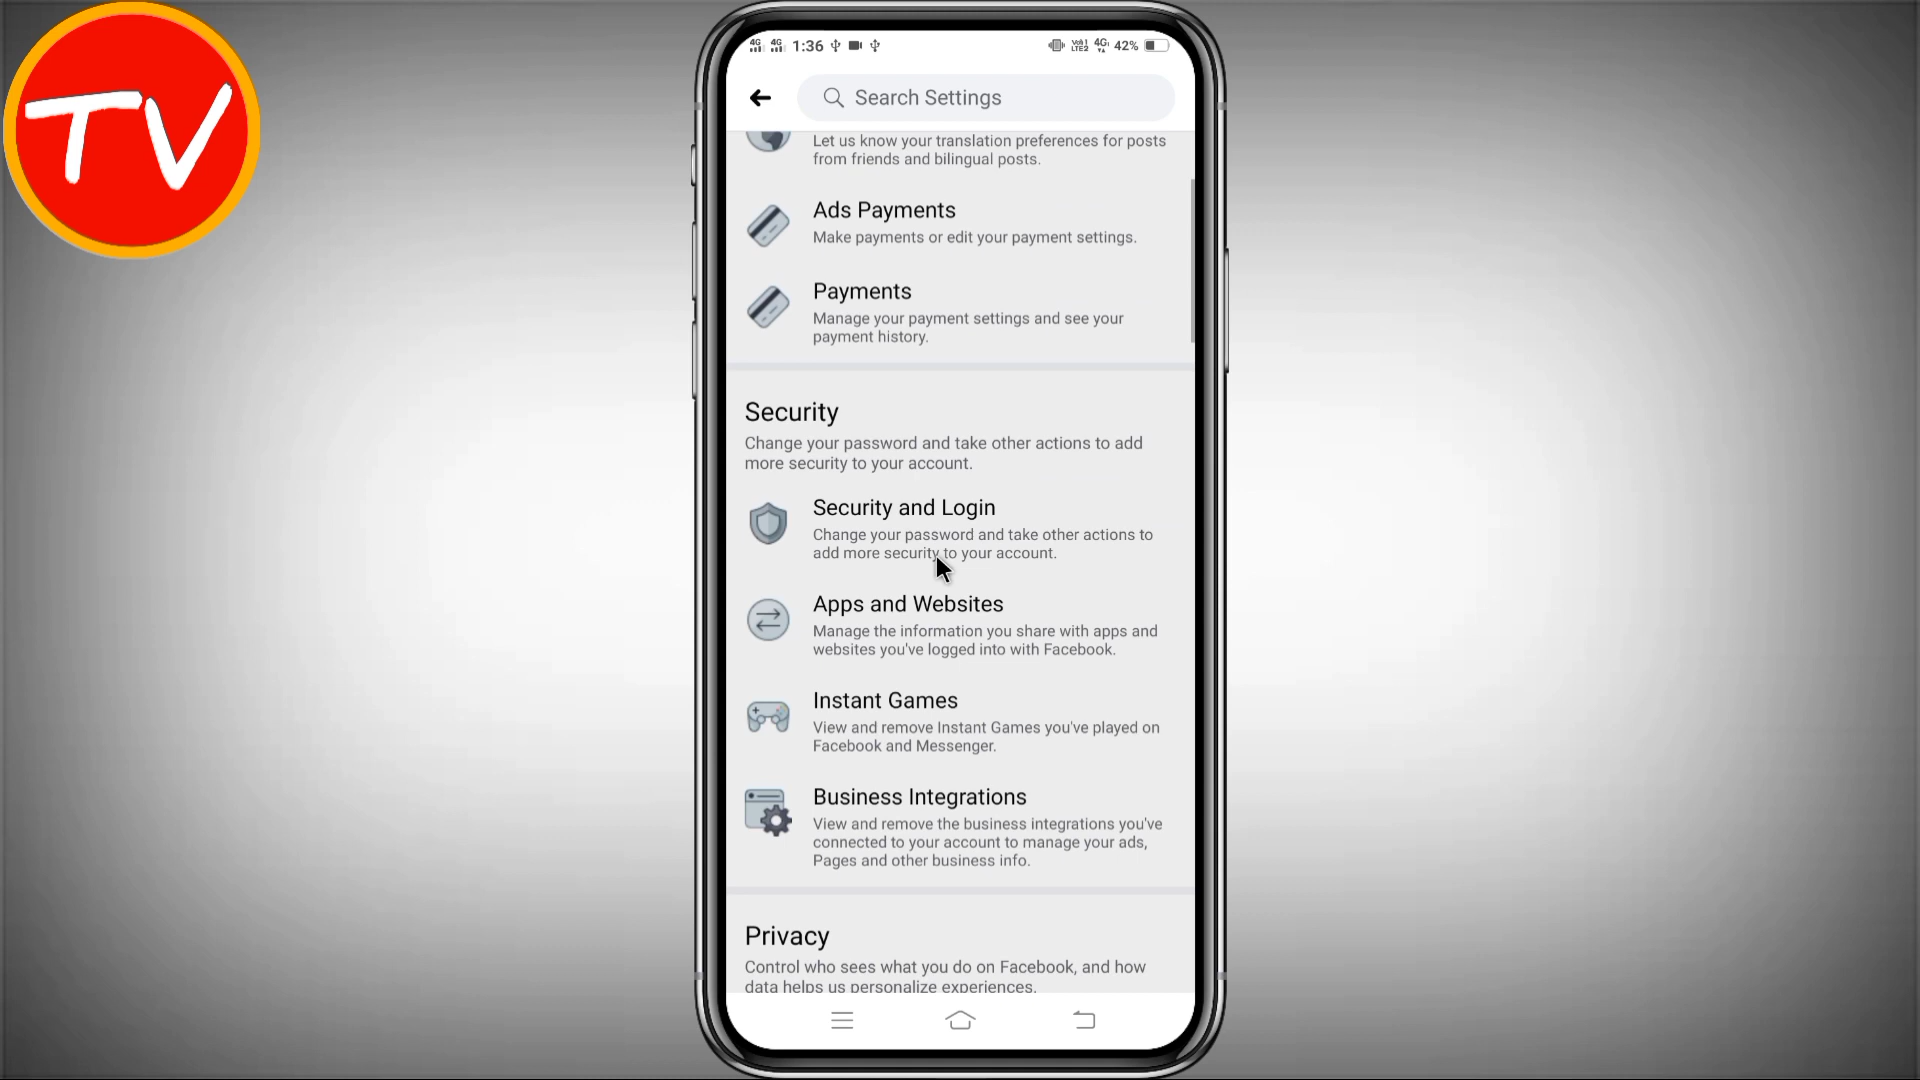 TV
4G 4G 1:36
4G 42%
Search Settings
Let us know your translation preferences for posts
from friends and bilingual posts.
Ads Payments
Make payments or edit your payment settings.
Payments
Manage your payment settings and see your
payment history.
Security
Change your password and take other actions to add
more security to your account.
Security and Login
Change your password and take other actions to
add more security to your account.
Apps and Websites
Manage the information you share with apps and
websites you've logged into with Facebook.
Instant Games
View and remove Instant Games you've played on
Facebook and Messenger.
Business Integrations
View and remove the business integrations you've
connected to your account to manage your ads,
Pages and other business info.
Privacy
Control who sees what you do on Facebook, and how
data helps us personalize experiences.